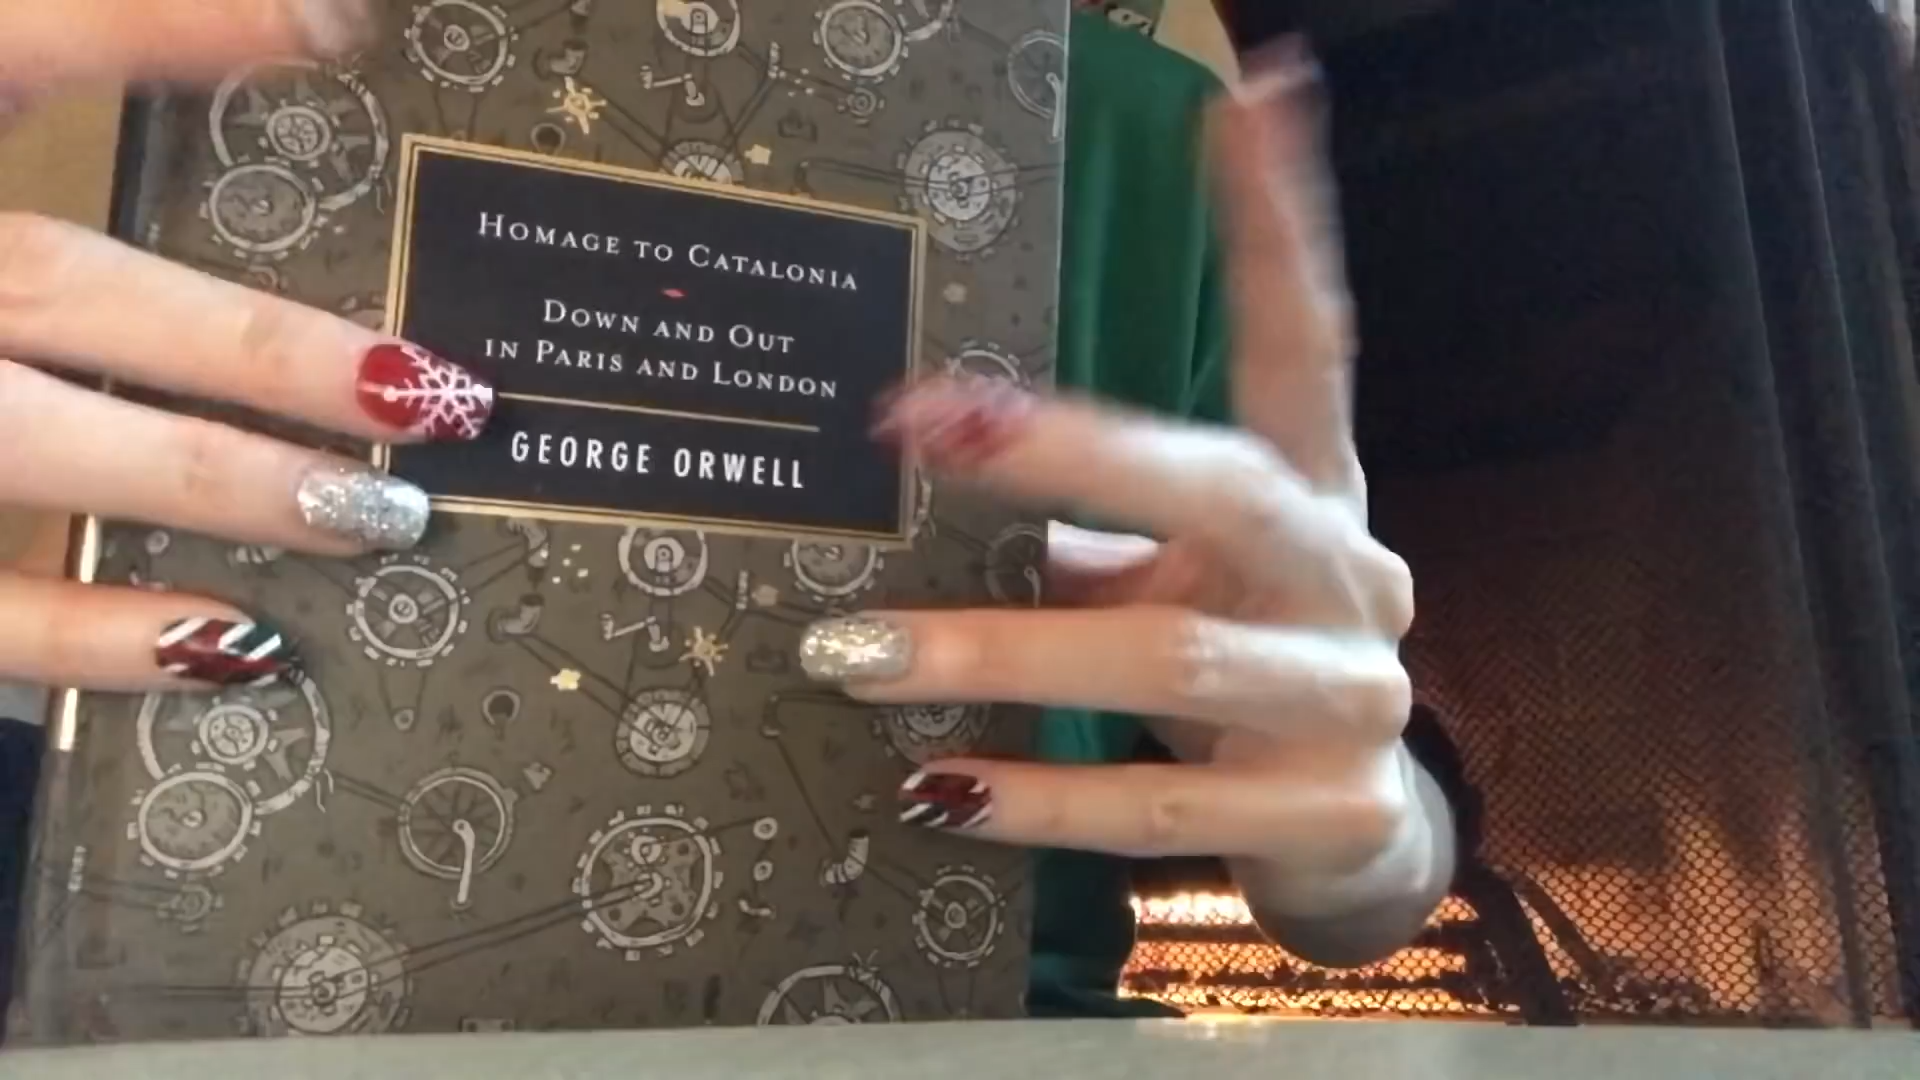 HOMAGE TO CATALONIA
DOWN AND OUT
IN PARIS AND LONDON
GEORGE ORWELL